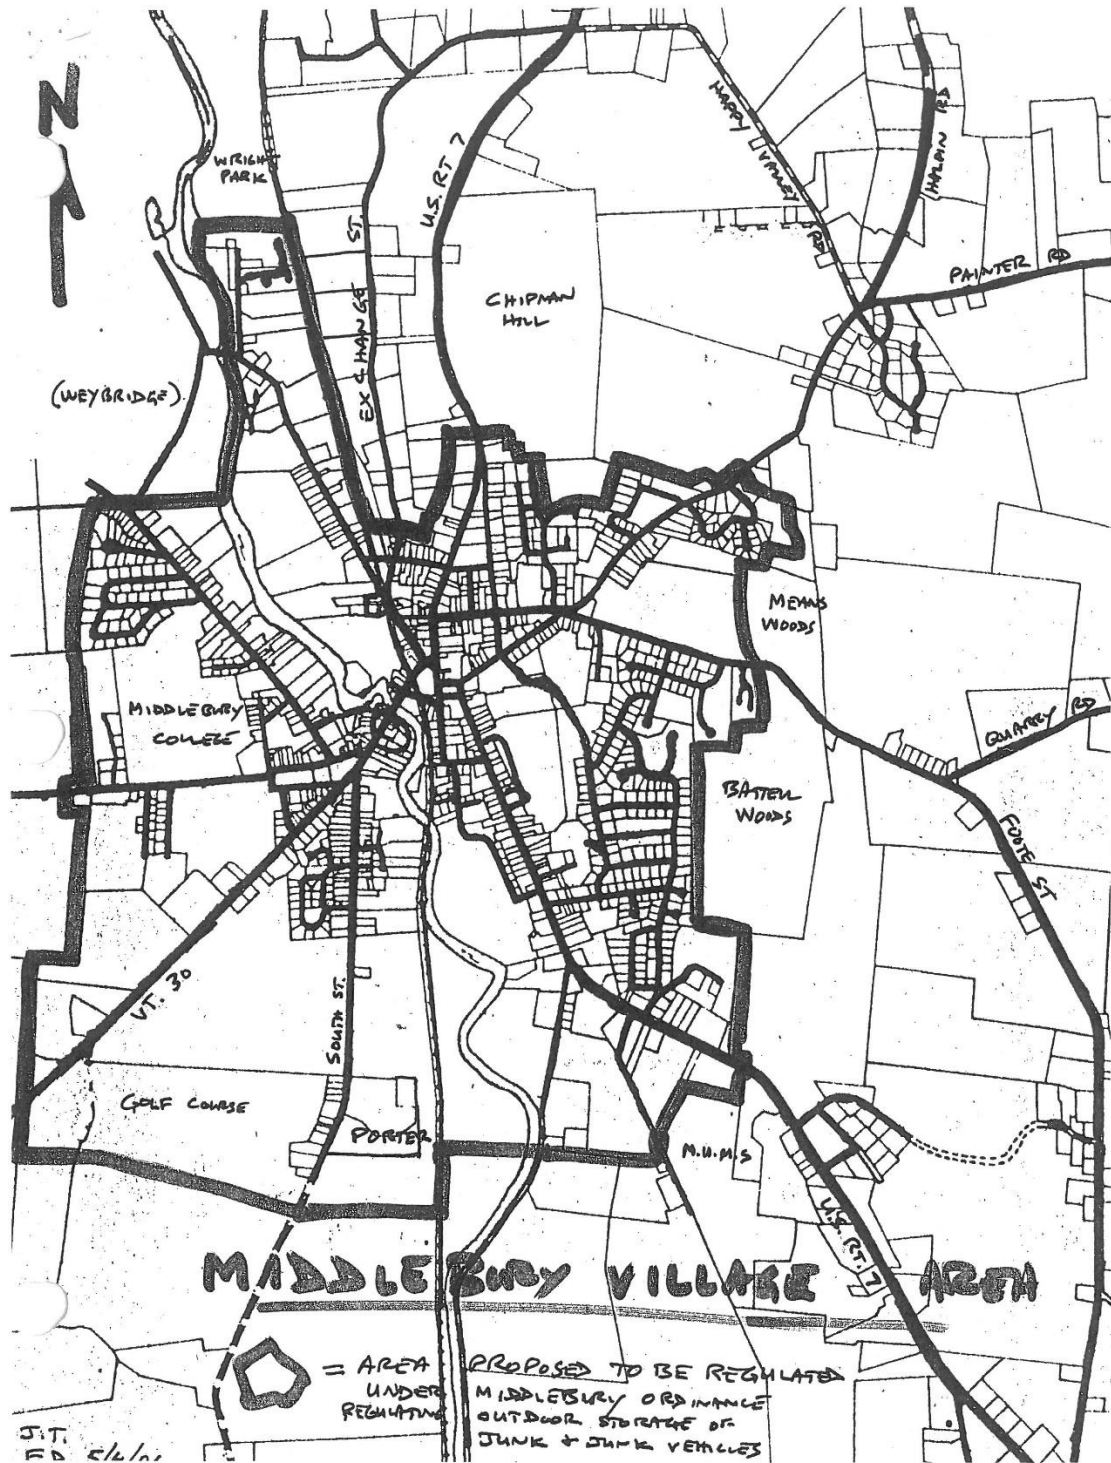 N
WRIGHT
PARK
U.S. RT 7
HAPPY VALLEY RD
HALPIN RD
PAINTER RD
EXCHANGE ST.
CHIPMAN
HILL
(WEYBRIDGE)
MEANS
WOODS
MIDDLEBURY
COLLEGE
QUARRY RD
BATTELL
WOODS
FOOTE ST
VT. 30
SOUTH ST.
GOLF COURSE
PORTER
M.U.M.S
U.S. RT. 7
MIDDLEBURY VILLAGE AREA
= AREA PROPOSED TO BE REGULATED
UNDER MIDDLEBURY ORDINANCE
REGULATING OUTDOOR STORAGE OF
JUNK & JUNK VEHICLES
J.T.